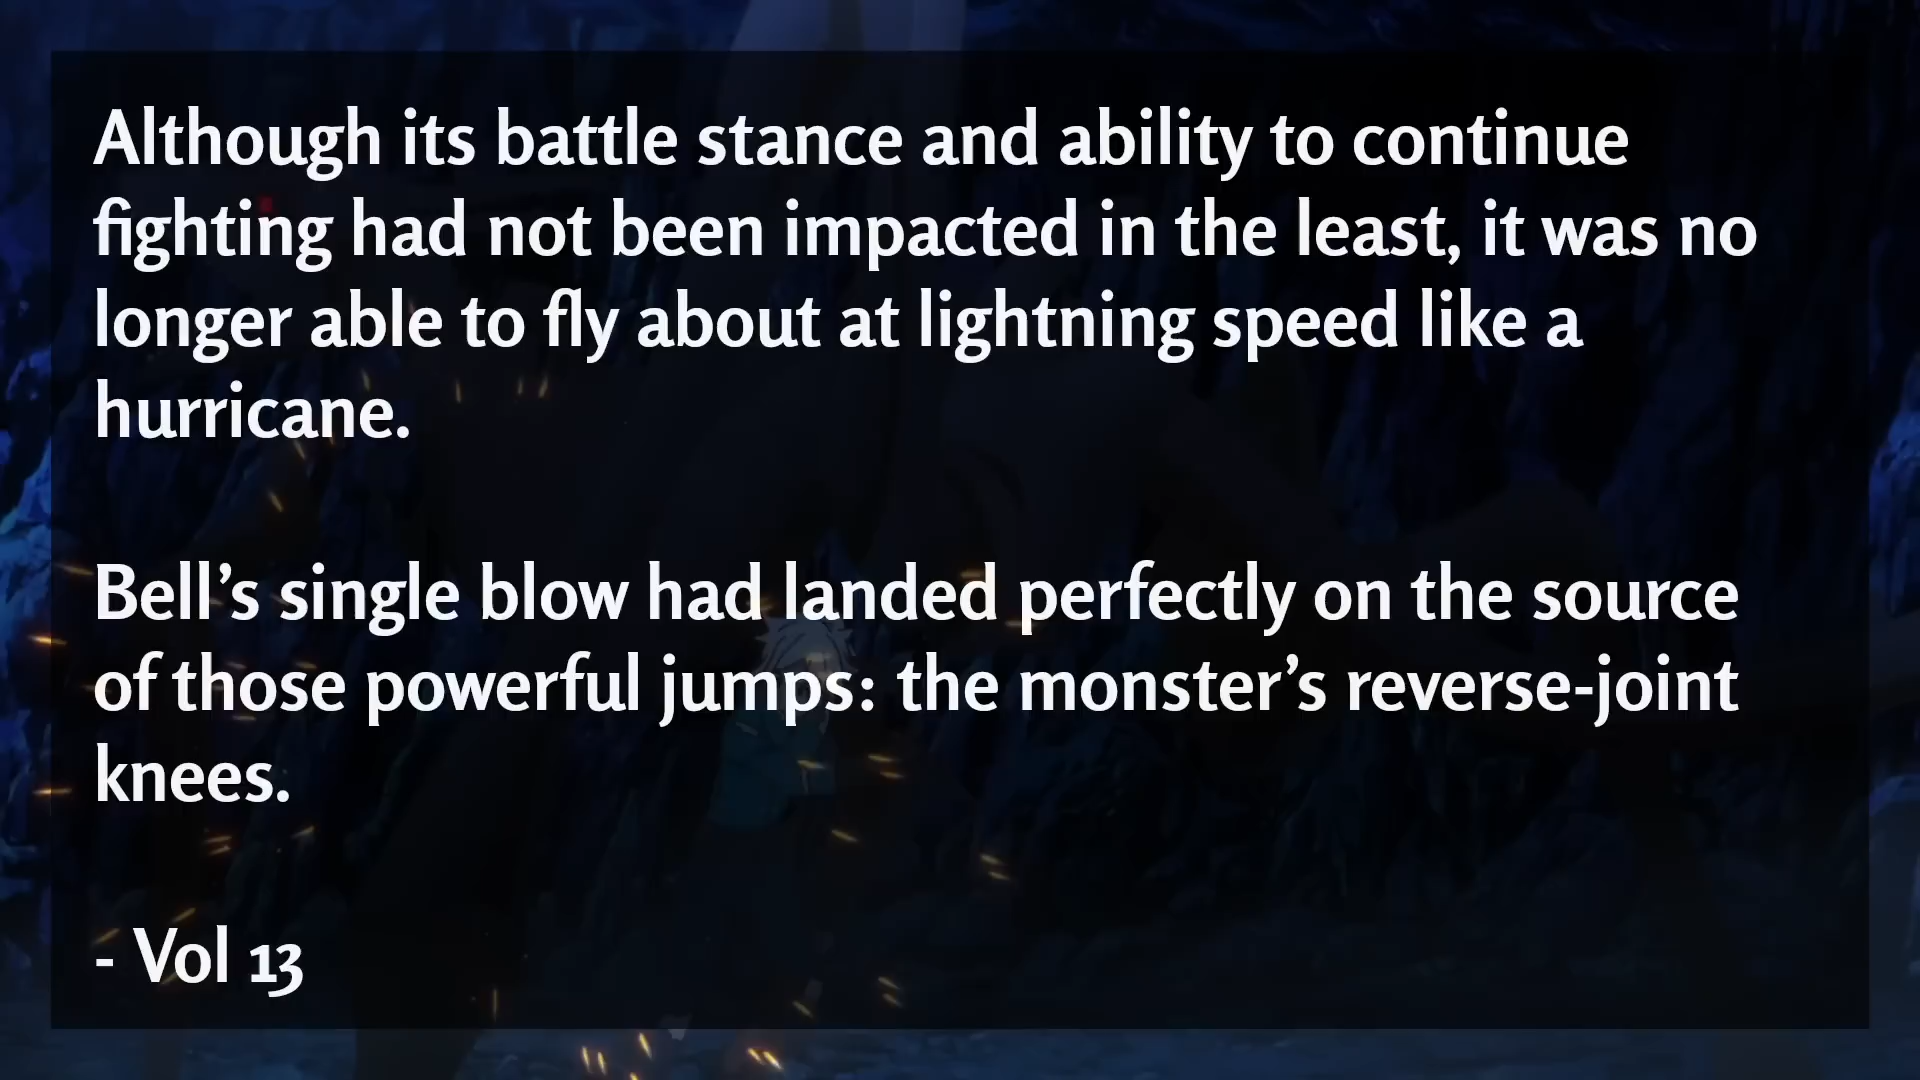 Although its battle stance and ability to continue
fighting had not been impacted in the least, it was no
longer able to fly about at lightning speed like a
hurricane.
Bell’s single blow had landed perfectly on the source
of those powerful jumps: the monster’s reverse-joint
knees.
- Vol 13